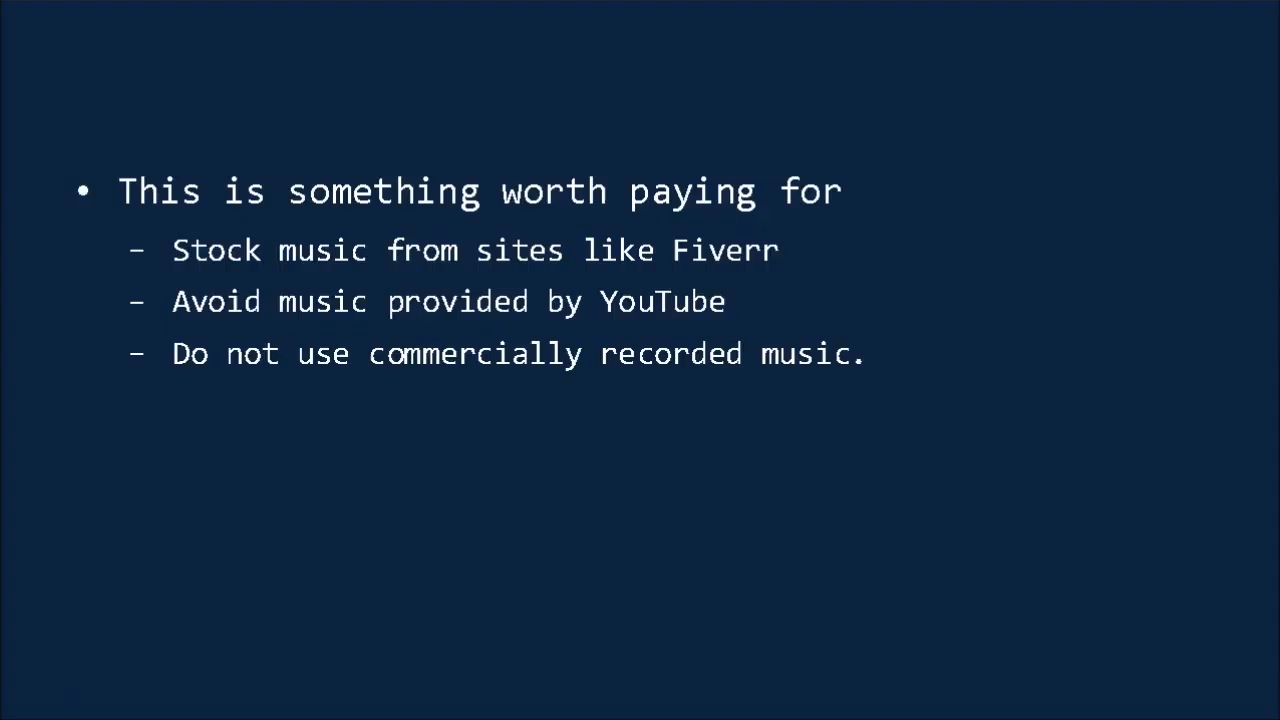 • This is something worth paying for
– Stock music from sites like Fiverr
– Avoid music provided by YouTube
– Do not use commercially recorded music.